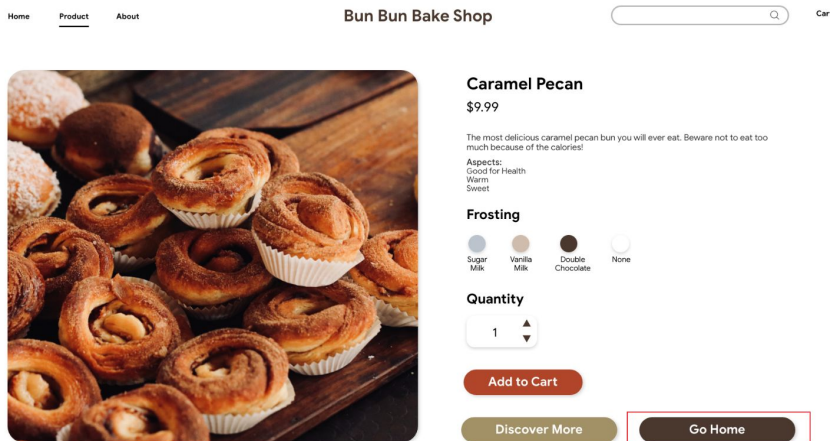 Home Product About
Bun Bun Bake Shop
Car
Caramel Pecan
$9.99
The most delicious caramel pecan bun you will ever eat. Beware not to eat too
much because of the calories!
Aspects:
Good for Health
Warm
Sweet
Frosting
Sugar
Milk
Vanilla
Milk
Double
Chocolate
None
Quantity
1
Add to Cart
Discover More
Go Home